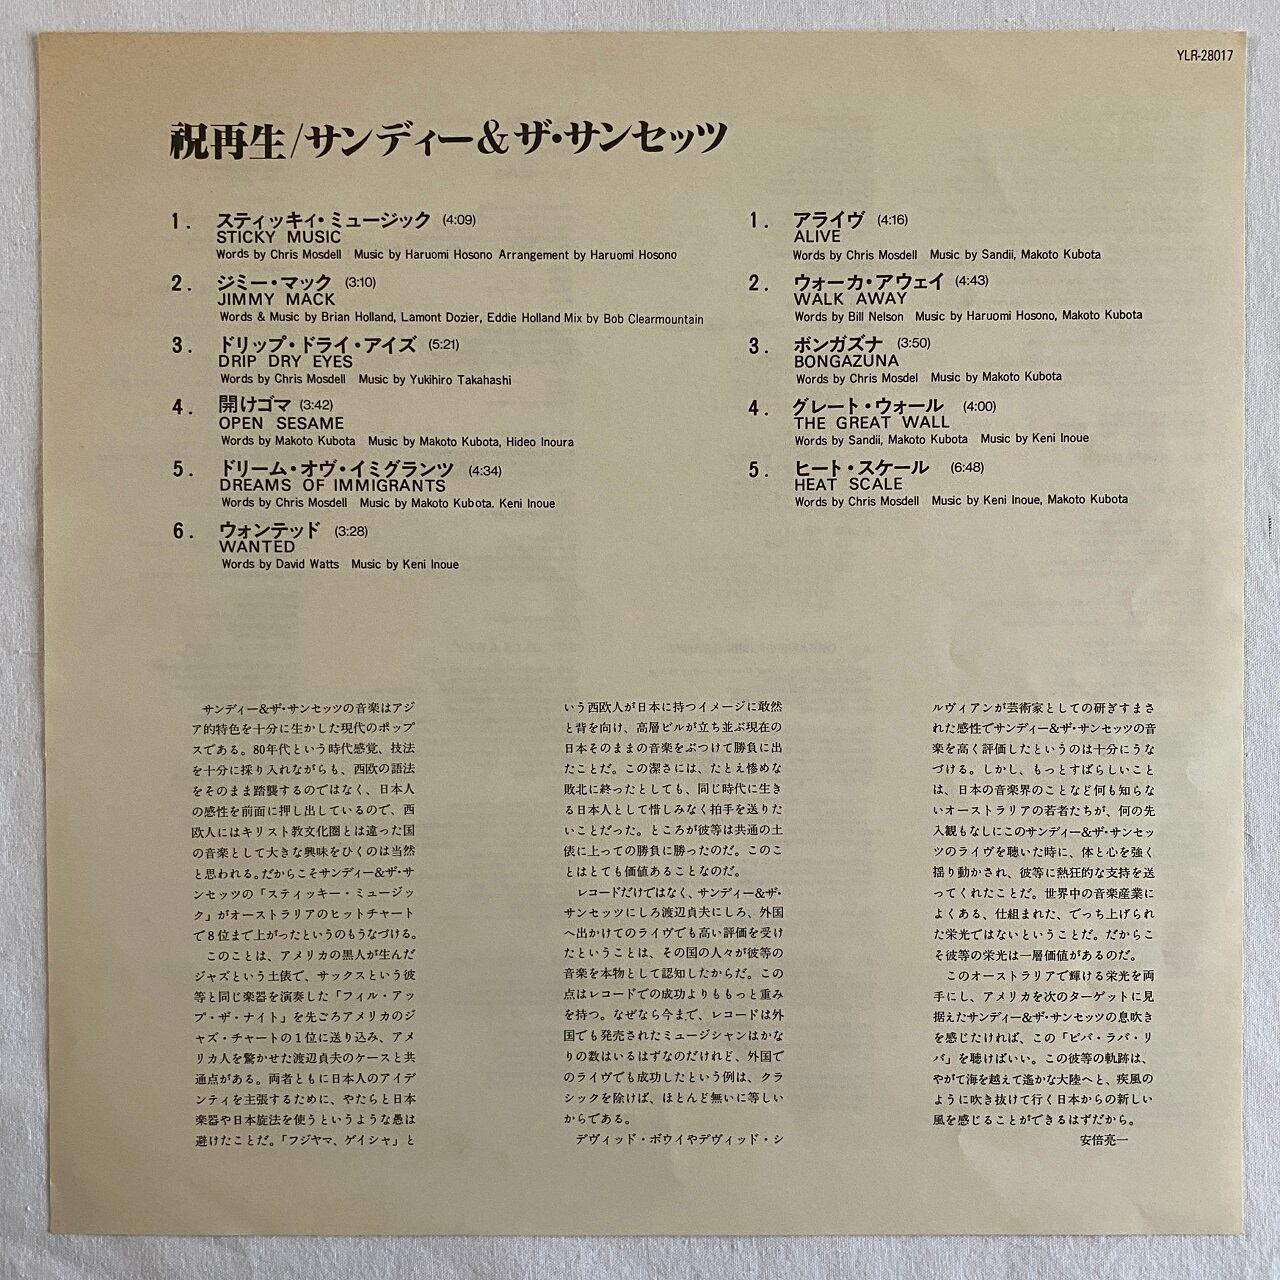 YLR-28017
祝再生/サンディー&ザ・サンセッツ
1. スティッキィ・ミュージック (4:09)
STICKY MUSIC
Words by Chris Mosdell Music by Haruomi Hosono Arrangement by Haruomi Hosono
2. ジミー・マック (3:10)
JIMMY MACK
Words & Music by Brian Holland, Lamont Dozier, Eddie Holland Mix by Bob Clearmountain
3. ドリップ・ドライ・アイズ (5:21)
DRIP DRY EYES
Words by Chris Mosdell Music by Yukihiro Takahashi
4. 開けゴマ (3:42)
OPEN SESAME
Words by Makoto Kubota Music by Makoto Kubota, Hideo Inoura
5. ドリーム・オヴ・イミグランツ (4:34)
DREAMS OF IMMIGRANTS
Words by Chris Mosdell Music by Makoto Kubota. Keni Inoue
6. ウォンテッド (3:28)
WANTED
Words by David Watts Music by Keni Inoue
1. アライヴ (4:16)
ALIVE
Words by Chris Mosdell Music by Sandii, Makoto Kubota
2. ウォーカ・アウェイ (4:43)
WALK AWAY
Words by Bill Nelson Music by Haruomi Hosono, Makoto Kubota
3. ボンガズナ (3:50)
BONGAZUNA
Words by Chris Mosdel Music by Makoto Kubota
4. グレート・ウォール (4:00)
THE GREAT WALL
Words by Sandii, Makoto Kubota Music by Keni Inoue
5. ヒート・スケール (6:48)
HEAT SCALE
Words by Chris Mosdell Music by Keni Inoue, Makoto Kubota
サンディー&ザ・サンセッツの音楽はアジ
ア的特色を十分に生かした現代のポップ
スである。80年代という時代感覚、技法
を十分に採り入れながらも、西欧の語法
をそのまま踏襲するのではなく、日本人
の感性を前面に押し出しているので、西
欧人にはキリスト教文化圏とは違った国
の音楽として大きな興味をひくのは当然
と思われる。だからこそサンディー&ザ・サ
ンセッツの「スティッキー・ミュージッ
ク」がオーストラリアのヒットチャート
で8位まで上がったというのもうなづける。
このことは、アメリカの黒人が生んだ
ジャズという土俵で、サックスという彼
等と同じ楽器を演奏した「フィル・アッ
プ・ザ・ナイト」を先ごろアメリカのジ
ャズ・チャートの1位に送り込み、アメ
リカ人を驚かせた渡辺貞夫のケースと共
通点がある。両者ともに日本人のアイデ
ンティを主張するために、やたらと日本
楽器や日本旋法を使うというような愚は
避けたことだ。「フジヤマ、ゲイシャ」と
いう西欧人が日本に持つイメージに敢然
と背を向け、高層ビルが立ち並ぶ現在の
日本そのままの音楽をぶつけて勝負に出
たことだ。この潔さには、たとえ惨めな
敗北に終ったとしても、同じ時代に生き
る日本人として惜しみなく拍手を送りた
いことだった。ところが彼等は共通の土
俵に上っての勝負に勝ったのだ。このこ
とはとても価値あることなのだ。
レコードだけではなく、サンディー&ザ・
サンセッツにしろ渡辺貞夫にしろ、外国
へ出かけてのライヴでも高い評価を受け
たということは、その国の人々が彼等の
音楽を本物として認知したからだ。この
点はレコードでの成功よりももっと重み
を持つ。なぜなら今まで、レコードは外
国でも発売されたミュージシャンはかな
りの数はいるはずなのだけれど、外国で
のライヴでも成功したという例は、クラ
シックを除けば、ほとんど無いに等しい
からである。
デヴィッド・ボウイやデヴィッド・シ
ルヴィアンが芸術家としての研ぎすまさ
れた感性でサンディー&ザ・サンセッツの音
楽を高く評価したというのは十分にうな
づける。しかし、もっとすばらしいこと
は、日本の音楽界のことなど何も知らな
いオーストラリアの若者たちが、何の先
入観もなしにこのサンディー&ザ・サンセッ
ツのライヴを聴いた時に、体と心を強く
揺り動かされ、彼等に熱狂的な支持を送
ってくれたことだ。世界中の音楽産業に
よくある、仕組まれた、でっち上げられ
た栄光ではないということだ。だからこ
そ彼等の栄光は一層価値があるのだ。
このオーストラリアで輝ける栄光を両
手にし、アメリカを次のターゲットに見
据えたサンディー&ザ・サンセッツの息吹き
を感じたければ、この「ビバ・ラバ・リ
バ」を聴けばいい。この彼等の軌跡は、
やがて海を越えて遙かな大陸へと、疾風の
ように吹き抜けて行く日本からの新しい
風を感じることができるはずだから。
安倍亮一